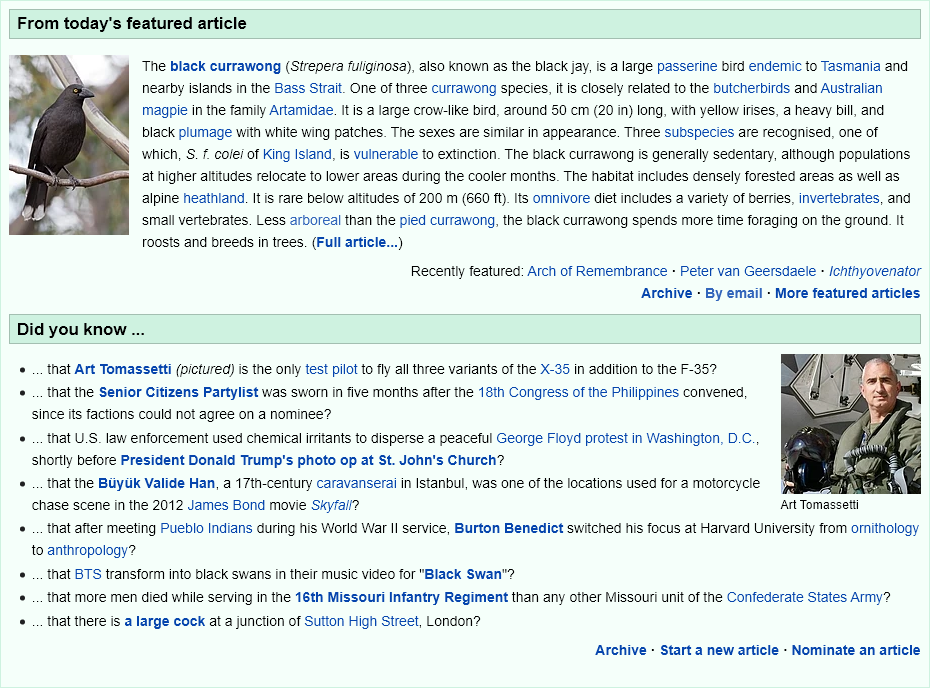 From today's featured article
The black currawong (Strepera fuliginosa), also known as the black jay, is a large passerine bird endemic to Tasmania and
nearby islands in the Bass Strait. One of three currawong species, it is closely related to the butcherbirds and Australian
magpie in the family Artamidae. It is a large crow-like bird, around 50 cm (20 in) long, with yellow irises, a heavy bill, and
black plumage with white wing patches. The sexes are similar in appearance. Three subspecies are recognised, one of
which, S. f. colei of King Island, is vulnerable to extinction. The black currawong is generally sedentary, although populations
at higher altitudes relocate to lower areas during the cooler months. The habitat includes densely forested areas as well as
alpine heathland. It is rare below altitudes of 200 m (660 ft). Its omnivore diet includes a variety of berries, invertebrates, and
small vertebrates. Less arboreal than the pied currawong, the black currawong spends more time foraging on the ground. It
roosts and breeds in trees. (Full article...)
Recently featured: Arch of Remembrance · Peter van Geersdaele · Ichthyovenator
Archive · By email · More featured articles
Did you know ...
... that Art Tomassetti (pictured) is the only test pilot to fly all three variants of the X-35 in addition to the F-35?
... that the Senior Citizens Partylist was sworn in five months after the 18th Congress of the Philippines convened,
since its factions could not agree on a nominee?
... that U.S. law enforcement used chemical irritants to disperse a peaceful George Floyd protest in Washington, D.C.,
shortly before President Donald Trump's photo op at St. John's Church?
... that the Büyük Valide Han, a 17th-century caravanserai in Istanbul, was one of the locations used for a motorcycle
chase scene in the 2012 James Bond movie Skyfall?
Art Tomassetti
... that after meeting Pueblo Indians during his World War II service, Burton Benedict switched his focus at Harvard University from ornithology
to anthropology?
... that BTS transform into black swans in their music video for "Black Swan"?
... that more men died while serving in the 16th Missouri Infantry Regiment than any other Missouri unit of the Confederate States Army?
... that there is a large cock at a junction of Sutton High Street, London?
Archive · Start a new article · Nominate an article